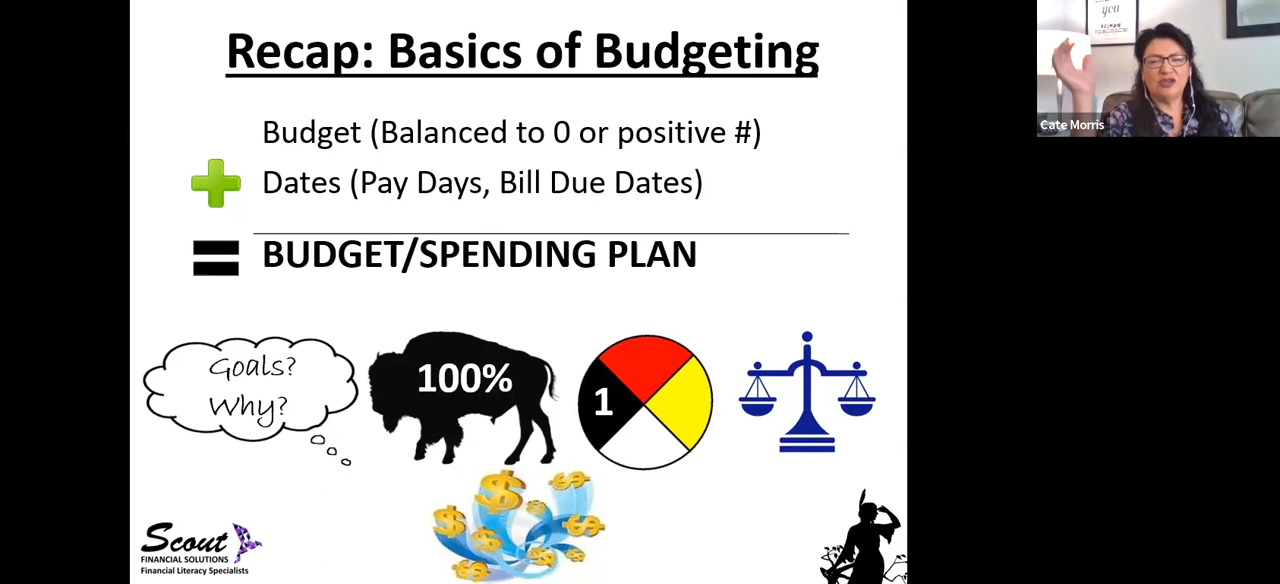 Recap: Basics of Budgeting
Budget (Balanced to 0 or positive #)
Dates (Pay Days, Bill Due Dates)
BUDGET/SPENDING PLAN
Goals?
Why?
100%
1
Scout
FINANCIAL SOLUTIONS
Financial Literacy Specialists
you
Cate Morris